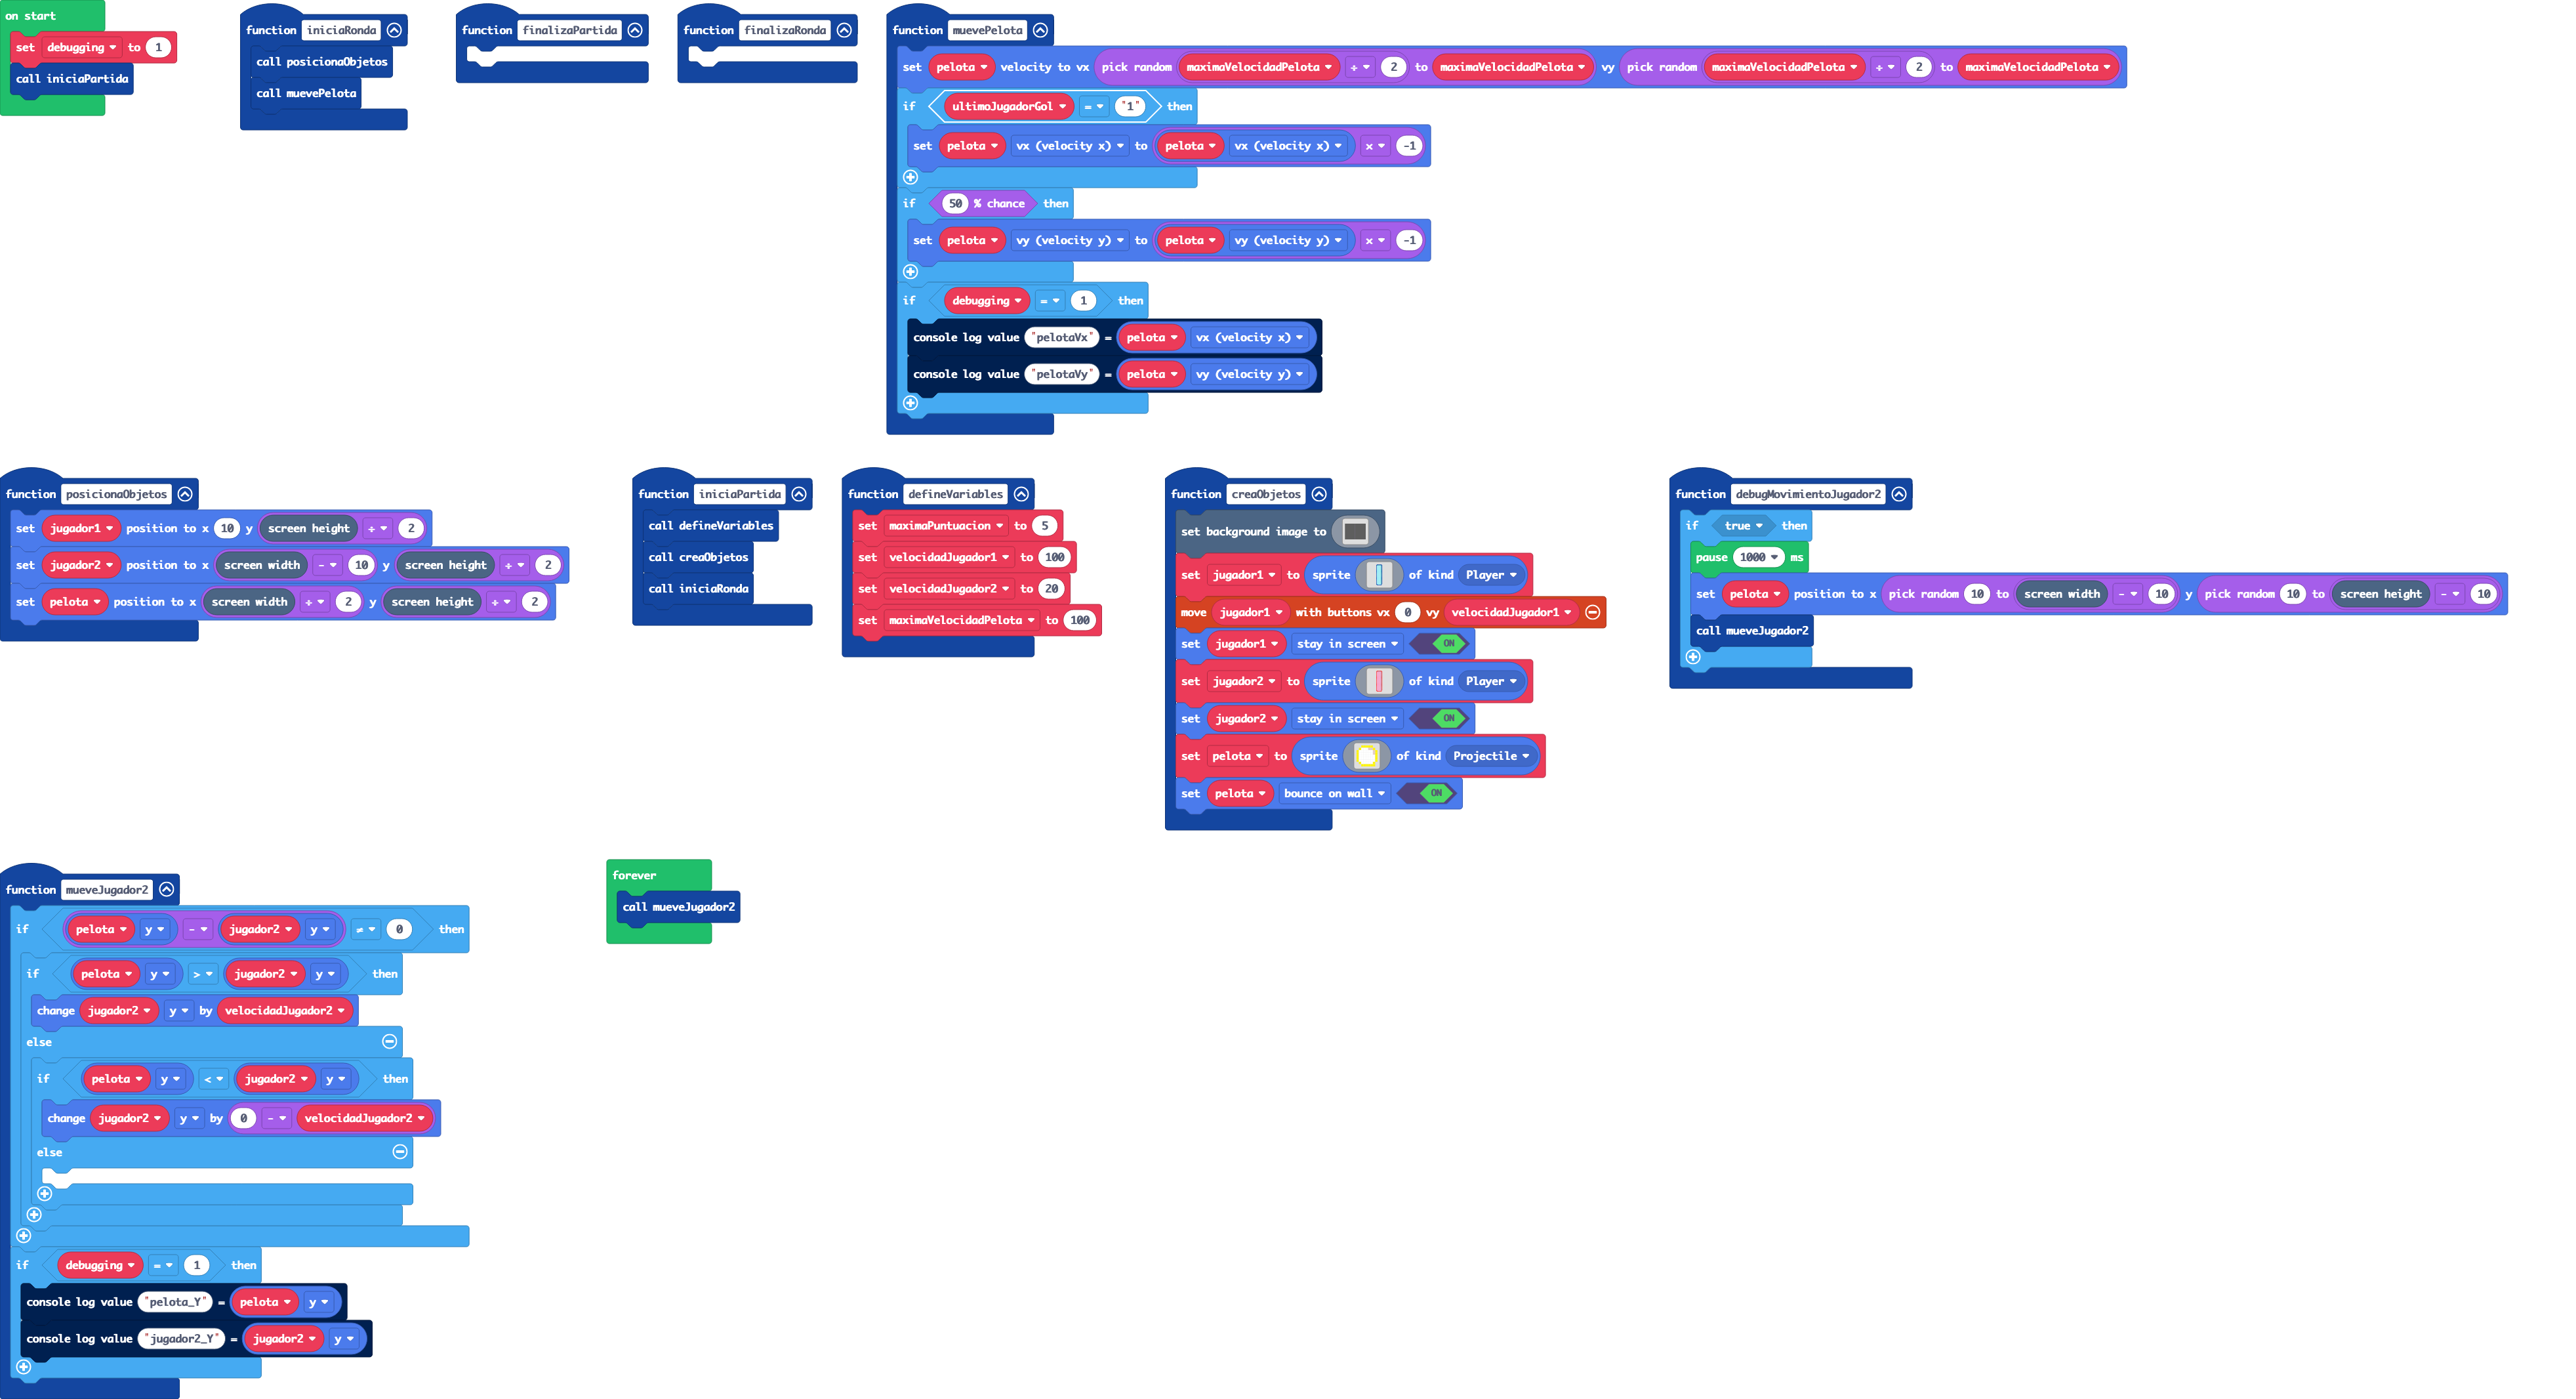 on start
set debugging to 1
call iniciaPartida
function iniciaRonda
call posicionaObjetos
call muevePelota
function finalizaPartida
function finalizaRonda
function muevePelota
set pelota velocity to vx pick random maximaVelocidadPelota ÷ 2 to maximaVelocidadPelota vy pick random maximaVelocidadPelota ÷ 2 to maximaVelocidadPelota
if ultimoJugadorGol = "1" then
set pelota vx (velocity x) to pelota vx (velocity x) x -1
if 50 % chance then
set pelota vy (velocity y) to pelota vy (velocity y) x -1
if debugging = 1 then
console log value "pelotaVx" = pelota vx (velocity x)
console log value "pelotaVy" = pelota vy (velocity y)
function posicionaObjetos
set jugador1 position to x 10 y screen height ÷ 2
set jugador2 position to x screen width - 10 y screen height ÷ 2
set pelota position to x screen width ÷ 2 y screen height ÷ 2
function iniciaPartida
call defineVariables
call creaObjetos
call iniciaRonda
function defineVariables
set maximaPuntuacion to 5
set velocidadJugador1 to 100
set velocidadJugador2 to 20
set maximaVelocidadPelota to 100
function creaObjetos
set background image to
set jugador1 to sprite of kind Player
move jugador1 with buttons vx 0 vy velocidadJugador1
set jugador1 stay in screen ON
set jugador2 to sprite of kind Player
set jugador2 stay in screen ON
set pelota to sprite of kind Projectile
set pelota bounce on wall ON
function debugMovimientoJugador2
if true then
pause 1000 ms
set pelota position to x pick random 10 to screen width - 10 y pick random 10 to screen height - 10
call mueveJugador2
function mueveJugador2
if pelota y - jugador2 y ≠ 0 then
if pelota y > jugador2 y then
change jugador2 y by velocidadJugador2
else
if pelota y < jugador2 y then
change jugador2 y by 0 - velocidadJugador2
else
if debugging = 1 then
console log value "pelota_Y" = pelota y
console log value "jugador2_Y" = jugador2 y
forever
call mueveJugador2